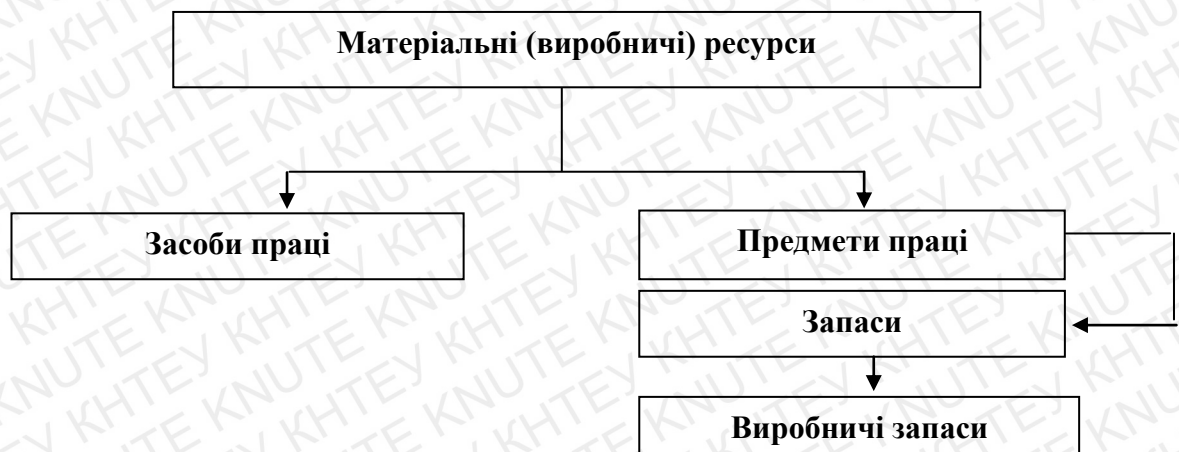 Матеріальні (виробничі) ресурси
Засоби праці
Предмети праці
Запаси
Виробничі запаси